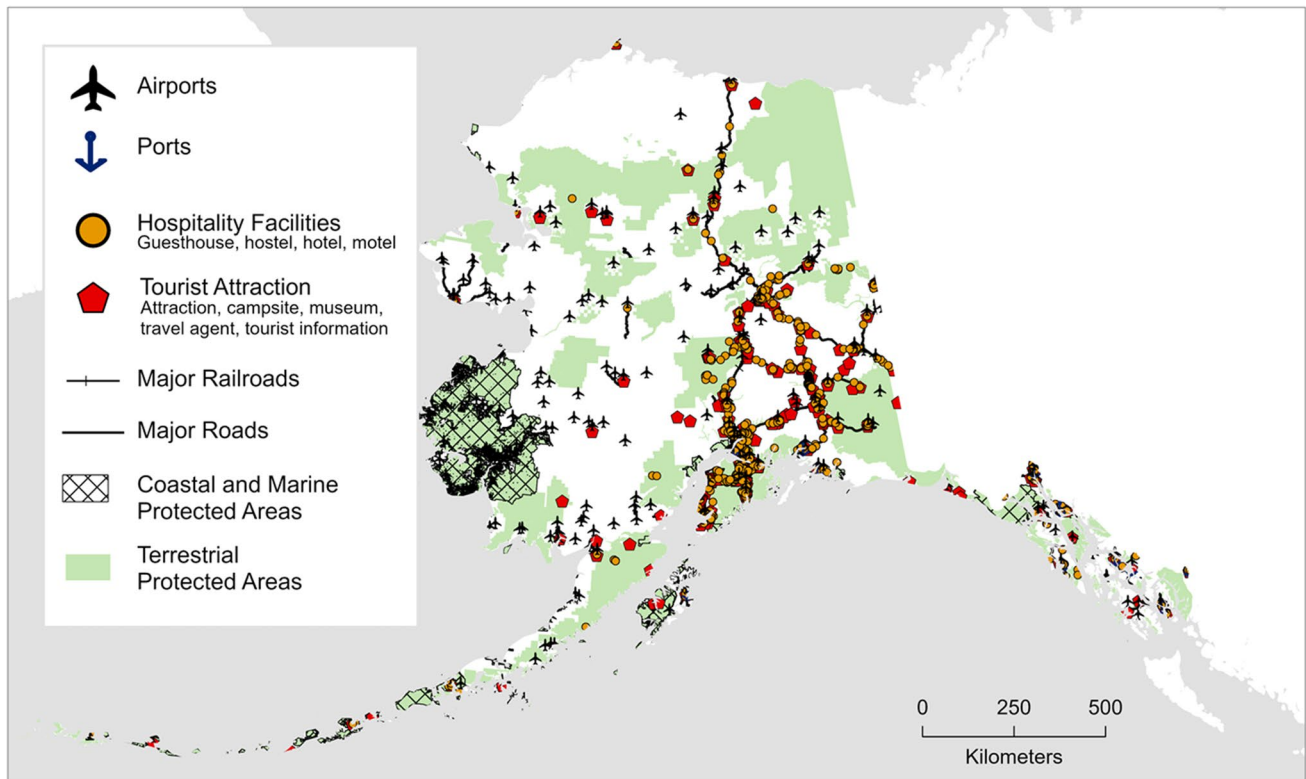 Airports
Ports
Hospitality Facilities
Guesthouse, hostel, hotel, motel
Tourist Attraction
Attraction, campsite, museum,
travel agent, tourist information
Major Railroads
Major Roads
Coastal and Marine
Protected Areas
Terrestrial
Protected Areas
0 250 500
Kilometers